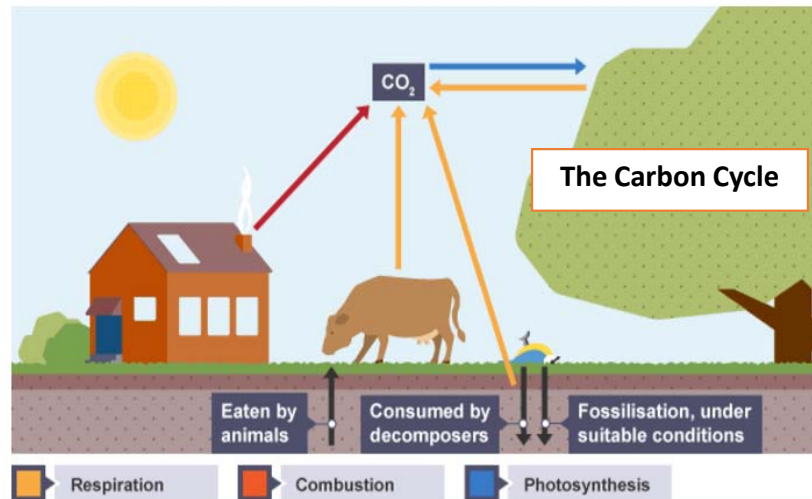 CO₂
The Carbon Cycle
Eaten by
animals
Consumed by
decomposers
Fossilisation, under
suitable conditions
Respiration
Combustion
Photosynthesis